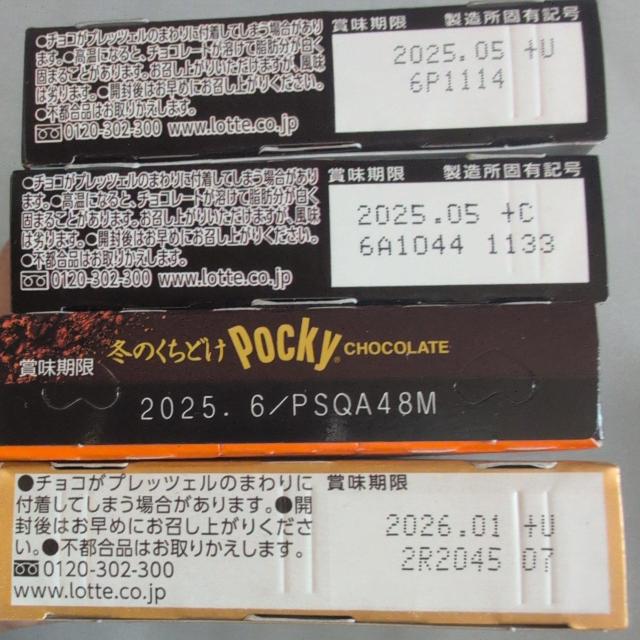 ●チョコがプレッツェルのまわりに付着してしまう場合があり
ます。●高温になると、チョコレートが溶けて脂肪分が白く
固まることがあります。お召し上がりいただけますが、風味
は劣ります。●開封後はお早めにお召し上がりください。
●不都合品はお取りかえします。
0120-302-300 www.lotte.co.jp
賞味期限 製造所固有記号
2025.05 +U
6P1114
●チョコがプレッツェルのまわりに付着してしまう場合があり
ます。●高温になると、チョコレートが溶けて脂肪分が白く
固まることがあります。お召し上がりいただけますが、風味
は劣ります。●開封後はお早めにお召し上がりください。
●不都合品はお取りかえします。
0120-302-300 www.lotte.co.jp
賞味期限 製造所固有記号
2025.05 +C
6A1044 1133
冬のくちどけ Pocky® CHOCOLATE
賞味期限
2025. 6/PSQA48M
●チョコがプレッツェルのまわりに
付着してしまう場合があります。●開
封後はお早めにお召し上がりくださ
い。●不都合品はお取りかえします。
0120-302-300
www.lotte.co.jp
賞味期限
2026.01 +U
2R2045 07